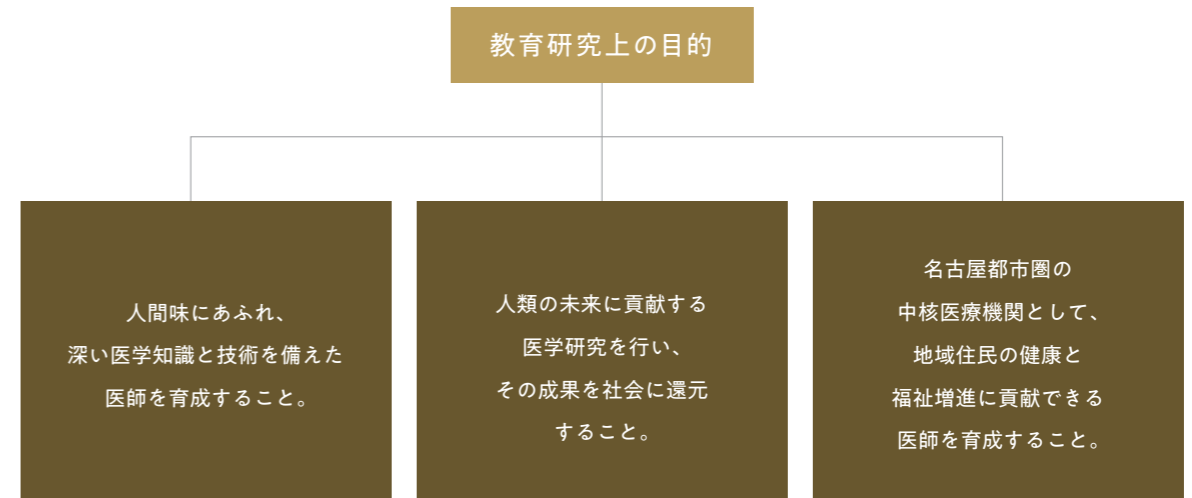 教育研究上の目的
人間味にあふれ、
深い医学知識と技術を備えた
医師を育成すること。
人類の未来に貢献する
医学研究を行い、
その成果を社会に還元
すること。
名古屋都市圏の
中核医療機関として、
地域住民の健康と
福祉増進に貢献できる
医師を育成すること。